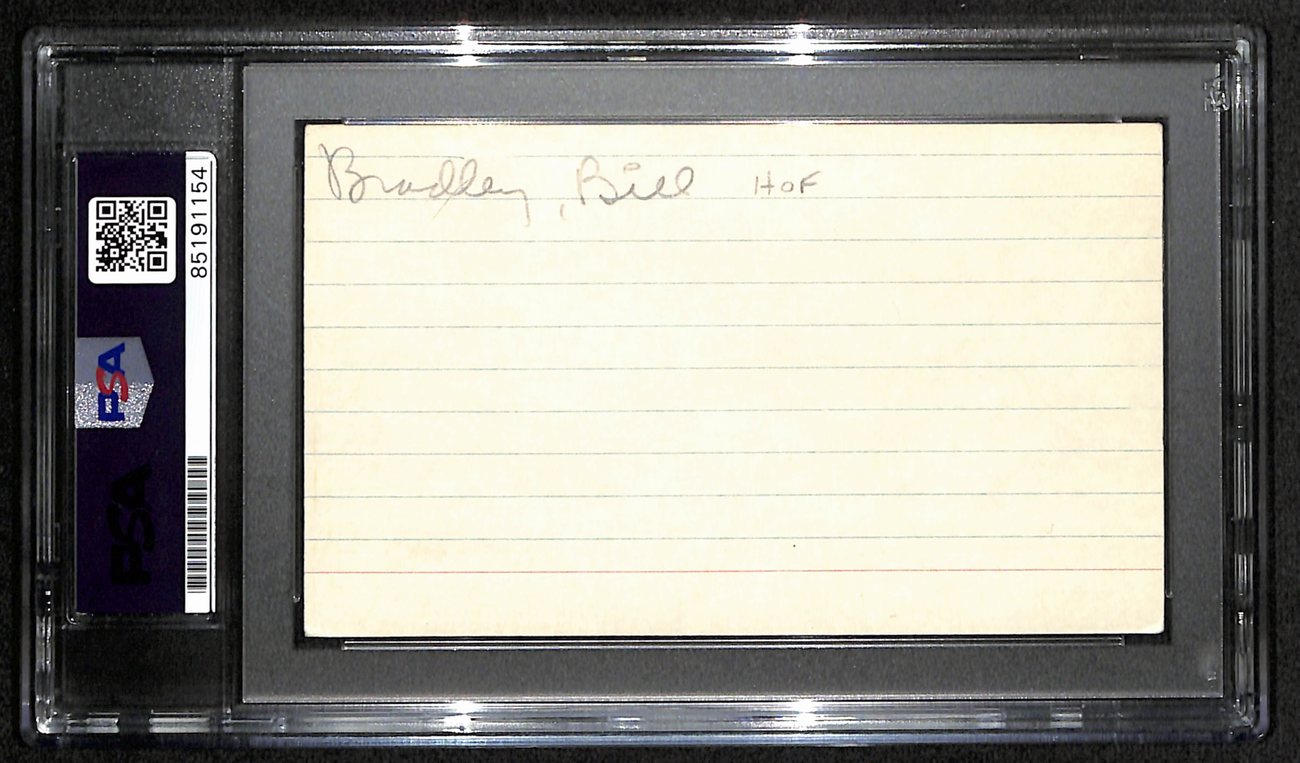 Bradley, Bill HOF
85191154
PSA
PSA